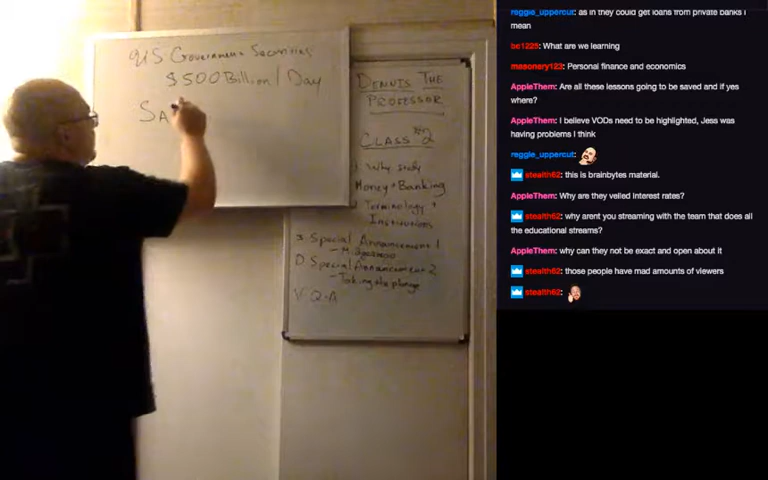 US Government Securities
$500 Billion / Day
SA
DENNIS THE
PROFESSOR
CLASS #2
Why study
Money + Banking
Terminology +
Institutions
Special Announcement 1
Special Announcement 2
- Taking the plunge
V Q-A
reggie_uppercut: as in they could get loans from private banks I
mean
bc1225: What are we learning
masonary123: Personal finance and economics
AppleThem: Are all these lessons going to be saved and if yes
where?
AppleThem: I believe VODs need to be highlighted, Jess was
having problems I think
reggie_uppercut:
stealth62: this is brainbytes material.
AppleThem: Why are they veiled interest rates?
stealth62: why arent you streaming with the team that does all
the educational streams?
AppleThem: why can they not be exact and open about it
stealth62: those people have mad amounts of viewers
stealth62: